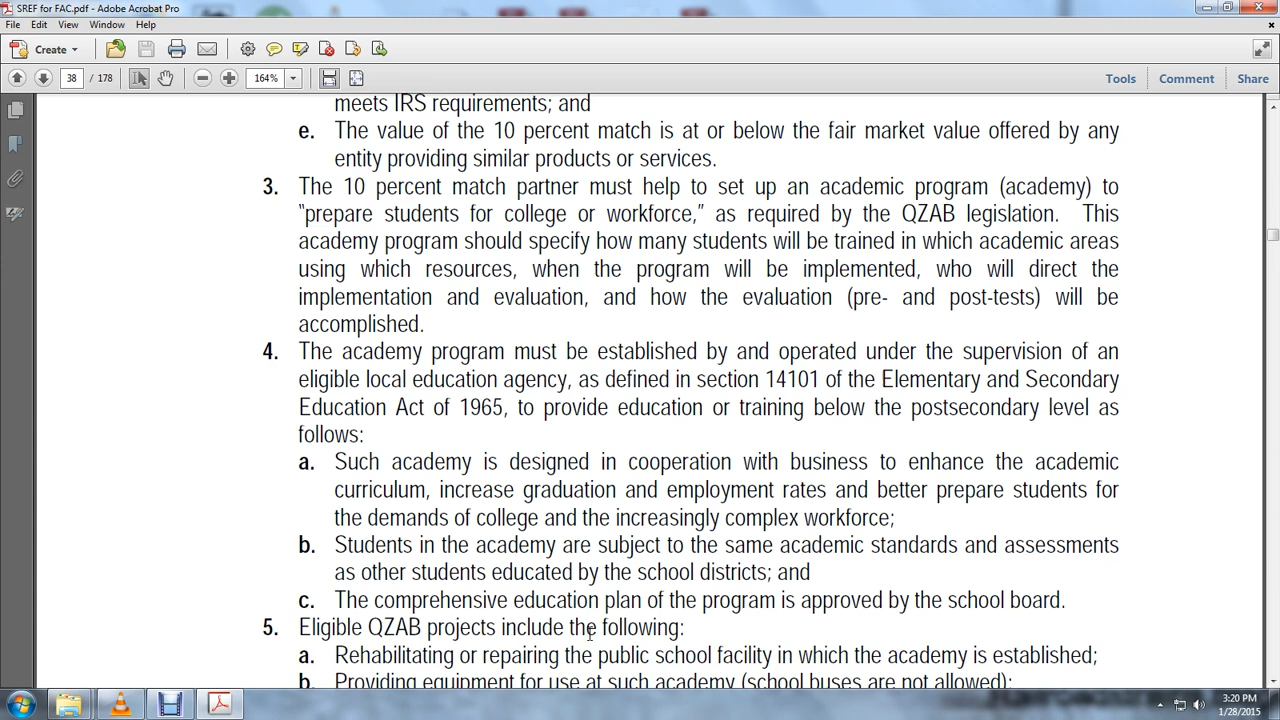 SREF for FAC.pdf - Adobe Acrobat Pro
File Edit View Window Help
Create
38 / 178 164% Tools Comment Share
meets IRS requirements; and
e. The value of the 10 percent match is at or below the fair market value offered by any
entity providing similar products or services.
3. The 10 percent match partner must help to set up an academic program (academy) to
“prepare students for college or workforce,” as required by the QZAB legislation. This
academy program should specify how many students will be trained in which academic areas
using which resources, when the program will be implemented, who will direct the
implementation and evaluation, and how the evaluation (pre- and post-tests) will be
accomplished.
4. The academy program must be established by and operated under the supervision of an
eligible local education agency, as defined in section 14101 of the Elementary and Secondary
Education Act of 1965, to provide education or training below the postsecondary level as
follows:
a. Such academy is designed in cooperation with business to enhance the academic
curriculum, increase graduation and employment rates and better prepare students for
the demands of college and the increasingly complex workforce;
b. Students in the academy are subject to the same academic standards and assessments
as other students educated by the school districts; and
c. The comprehensive education plan of the program is approved by the school board.
5. Eligible QZAB projects include the following:
a. Rehabilitating or repairing the public school facility in which the academy is established;
b. Providing equipment for use at such academy (school buses are not allowed);
3:20 PM
1/28/2015